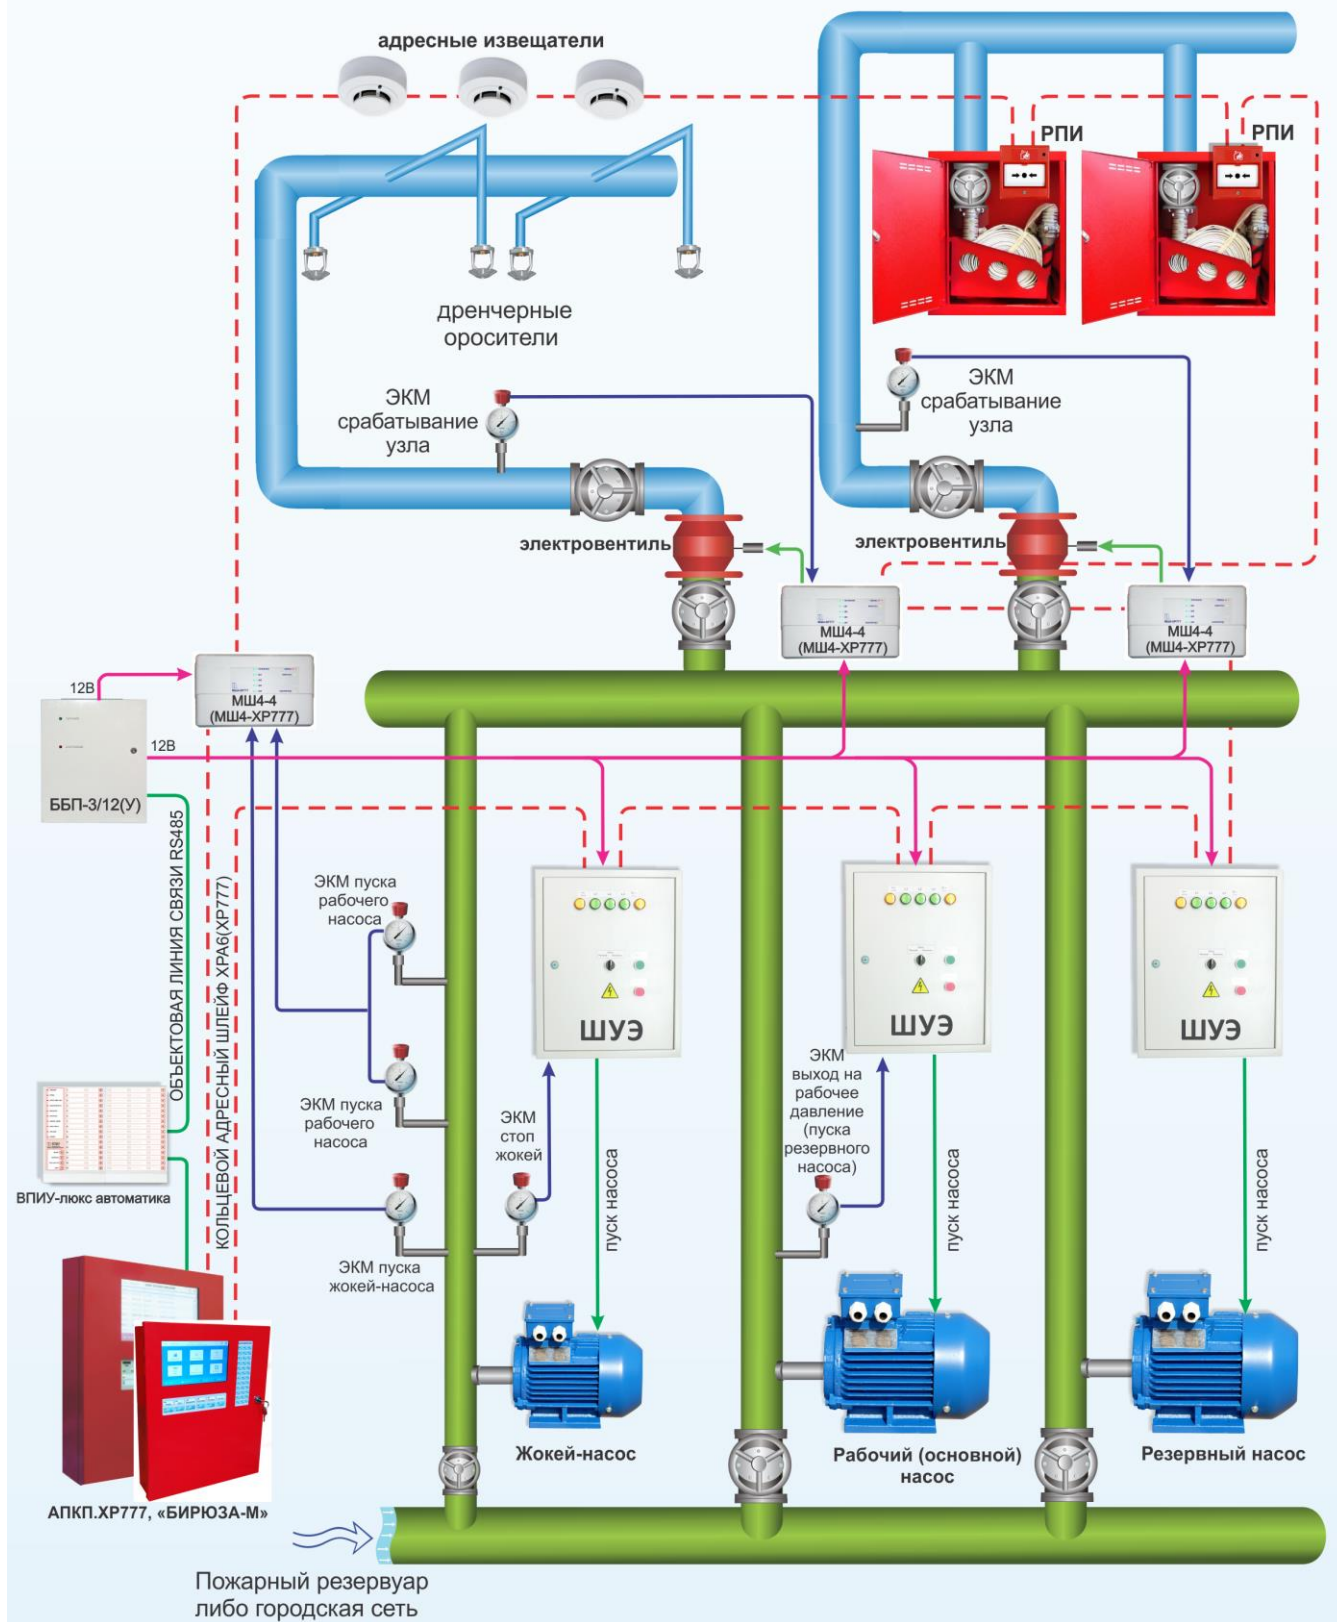 адресные извещатели
РПИ
РПИ
дренчерные
оросители
ЭКМ
срабатывание
узла
ЭКМ
срабатывание
узла
электровентиль
электровентиль
МШ4-4
(МШ4-ХР777)
МШ4-4
(МШ4-ХР777)
12В
МШ4-4
(МШ4-ХР777)
12В
ББП-3/12(У)
ОБЪЕКТОВАЯ ЛИНИЯ СВЯЗИ RS485
КОЛЬЦЕВОЙ АДРЕСНЫЙ ШЛЕЙФ ХРА6(ХР777)
ЭКМ пуска
рабочего
насоса
ШУЭ
ШУЭ
ШУЭ
ЭКМ пуска
рабочего
насоса
ЭКМ
стоп
жокей
ЭКМ
выход на
рабочее
давление
(пуска
резервного
насоса)
пуск насоса
пуск насоса
пуск насоса
ВПИУ-люкс автоматика
ЭКМ пуска
жокей-насоса
Жокей-насос
Рабочий (основной)
насос
Резервный насос
АПКП.ХР777, «БИРЮЗА-М»
Пожарный резервуар
либо городская сеть